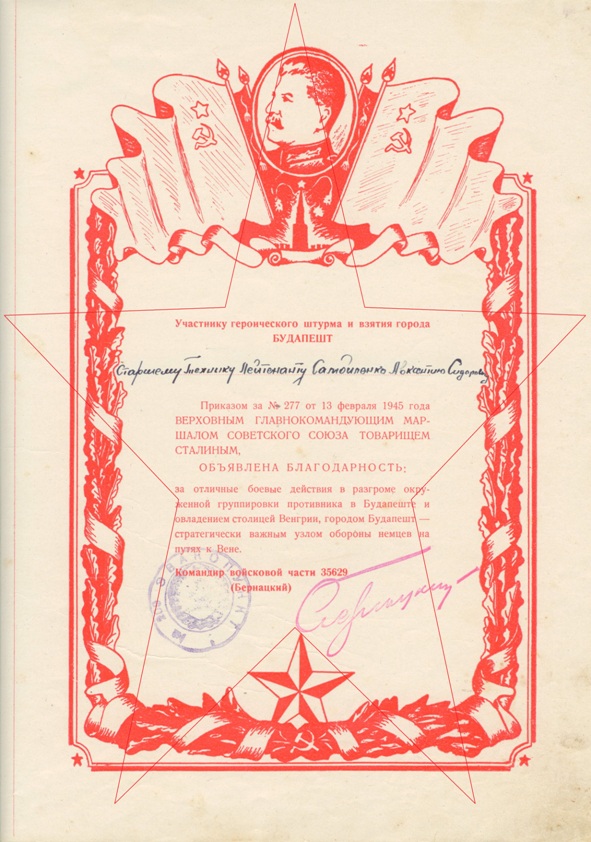 Участнику героического штурма и взятия города
БУДАПЕШТ
Старшему Технику Лейтенанту Самойленко
Приказом за № 277 от 13 февраля 1945 года
ВЕРХОВНЫМ ГЛАВНОКОМАНДУЮЩИМ МАР-
ШАЛОМ СОВЕТСКОГО СОЮЗА ТОВАРИЩЕМ
СТАЛИНЫМ,
ОБЪЯВЛЕНА БЛАГОДАРНОСТЬ:
за отличные боевые действия в разгроме окру-
женной группировки противника в Будапеште и
овладением столицей Венгрии, городом Будапешт —
стратегически важным узлом обороны немцев на
путях к Вене.
Командир войсковой части 35629
(Бернацкий)